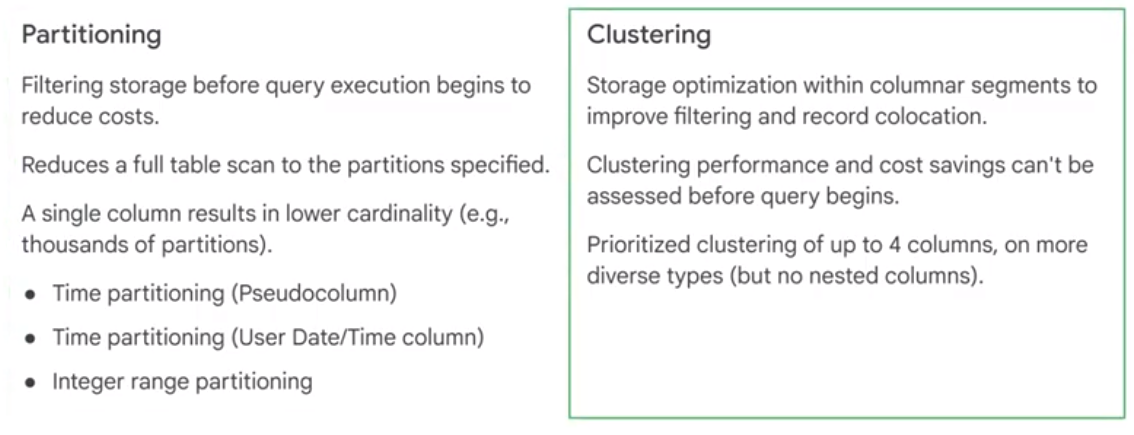 Partitioning
Filtering storage before query execution begins to
reduce costs.
Reduces a full table scan to the partitions specified.
A single column results in lower cardinality (e.g.,
thousands of partitions).
● Time partitioning (Pseudocolumn)
● Time partitioning (User Date/Time column)
● Integer range partitioning
Clustering
Storage optimization within columnar segments to
improve filtering and record colocation.
Clustering performance and cost savings can't be
assessed before query begins.
Prioritized clustering of up to 4 columns, on more
diverse types (but no nested columns).